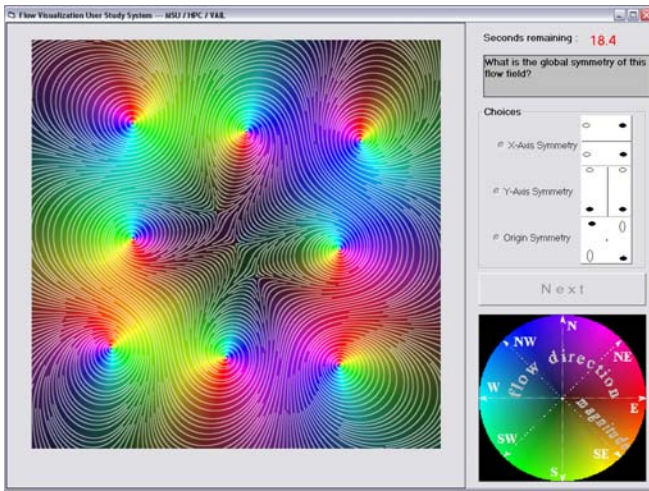 Flow Visualization User Study System --- MSU / HPC / VAIL
Seconds remaining : 18.4
What is the global symmetry of this
flow field?
Choices
X-Axis Symmetry
Y-Axis Symmetry
Origin Symmetry
Next
N
NW
NE
flow direction
W
E
magnitude
SW
SE
S